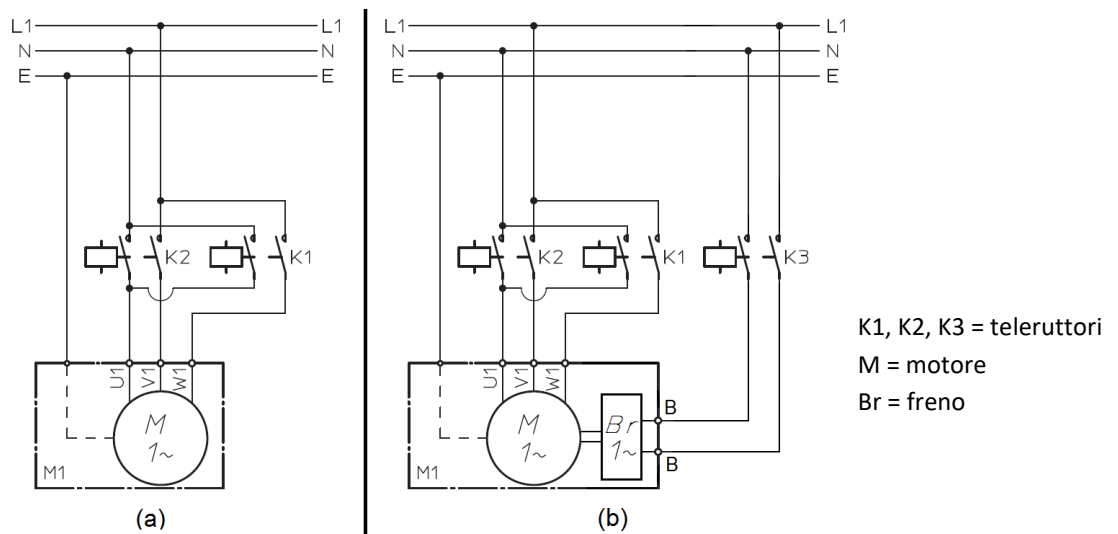 L1 L1 L1 L1
N N N N
E E E E
K2 K1 K2 K1 K3
K1, K2, K3 = teleruttori
M = motore
Br = freno
U1 V1 W1 U1 V1 W1
B
M M Br
1~ 1~ 1~
B
M1 M1
(a) (b)